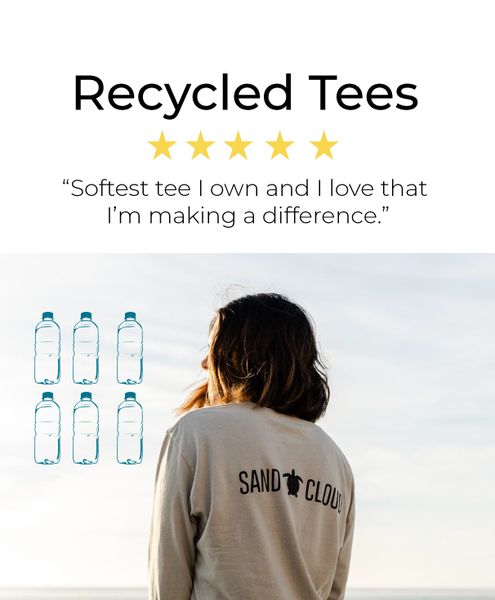 Recycled Tees
“Softest tee I own and I love that
I’m making a difference.”
SAND CLOUD